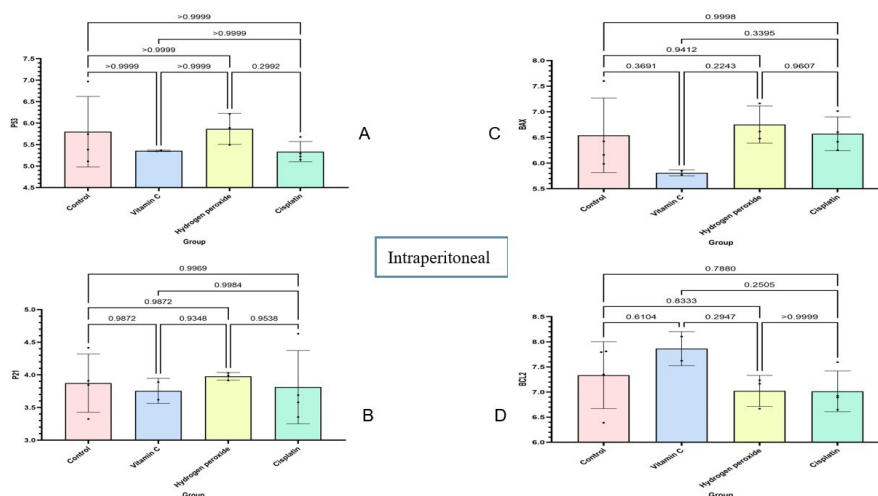 >0.9999
>0.9999
>0.9999
>0.9999
>0.9999
0.2992
7.5
7.0
6.5
6.0
5.5
5.0
4.5
P53
Control
Vitamin C
Hydrogen peroxide
Cisplatin
Group
A
0.9998
0.3395
0.9412
0.3691
0.2243
0.9607
8.0
7.5
7.0
6.5
6.0
5.5
BAX
Control
Vitamin C
Hydrogen peroxide
Cisplatin
Group
C
Intraperitoneal
0.9969
0.9984
0.9872
0.9872
0.9348
0.9538
5.0
4.5
4.0
3.5
3.0
P21
Control
Vitamin C
Hydrogen peroxide
Cisplatin
Group
B
0.7880
0.2505
0.8333
0.6104
0.2947
>0.9999
8.5
8.0
7.5
7.0
6.5
6.0
BCL2
Control
Vitamin C
Hydrogen peroxide
Cisplatin
Group
D